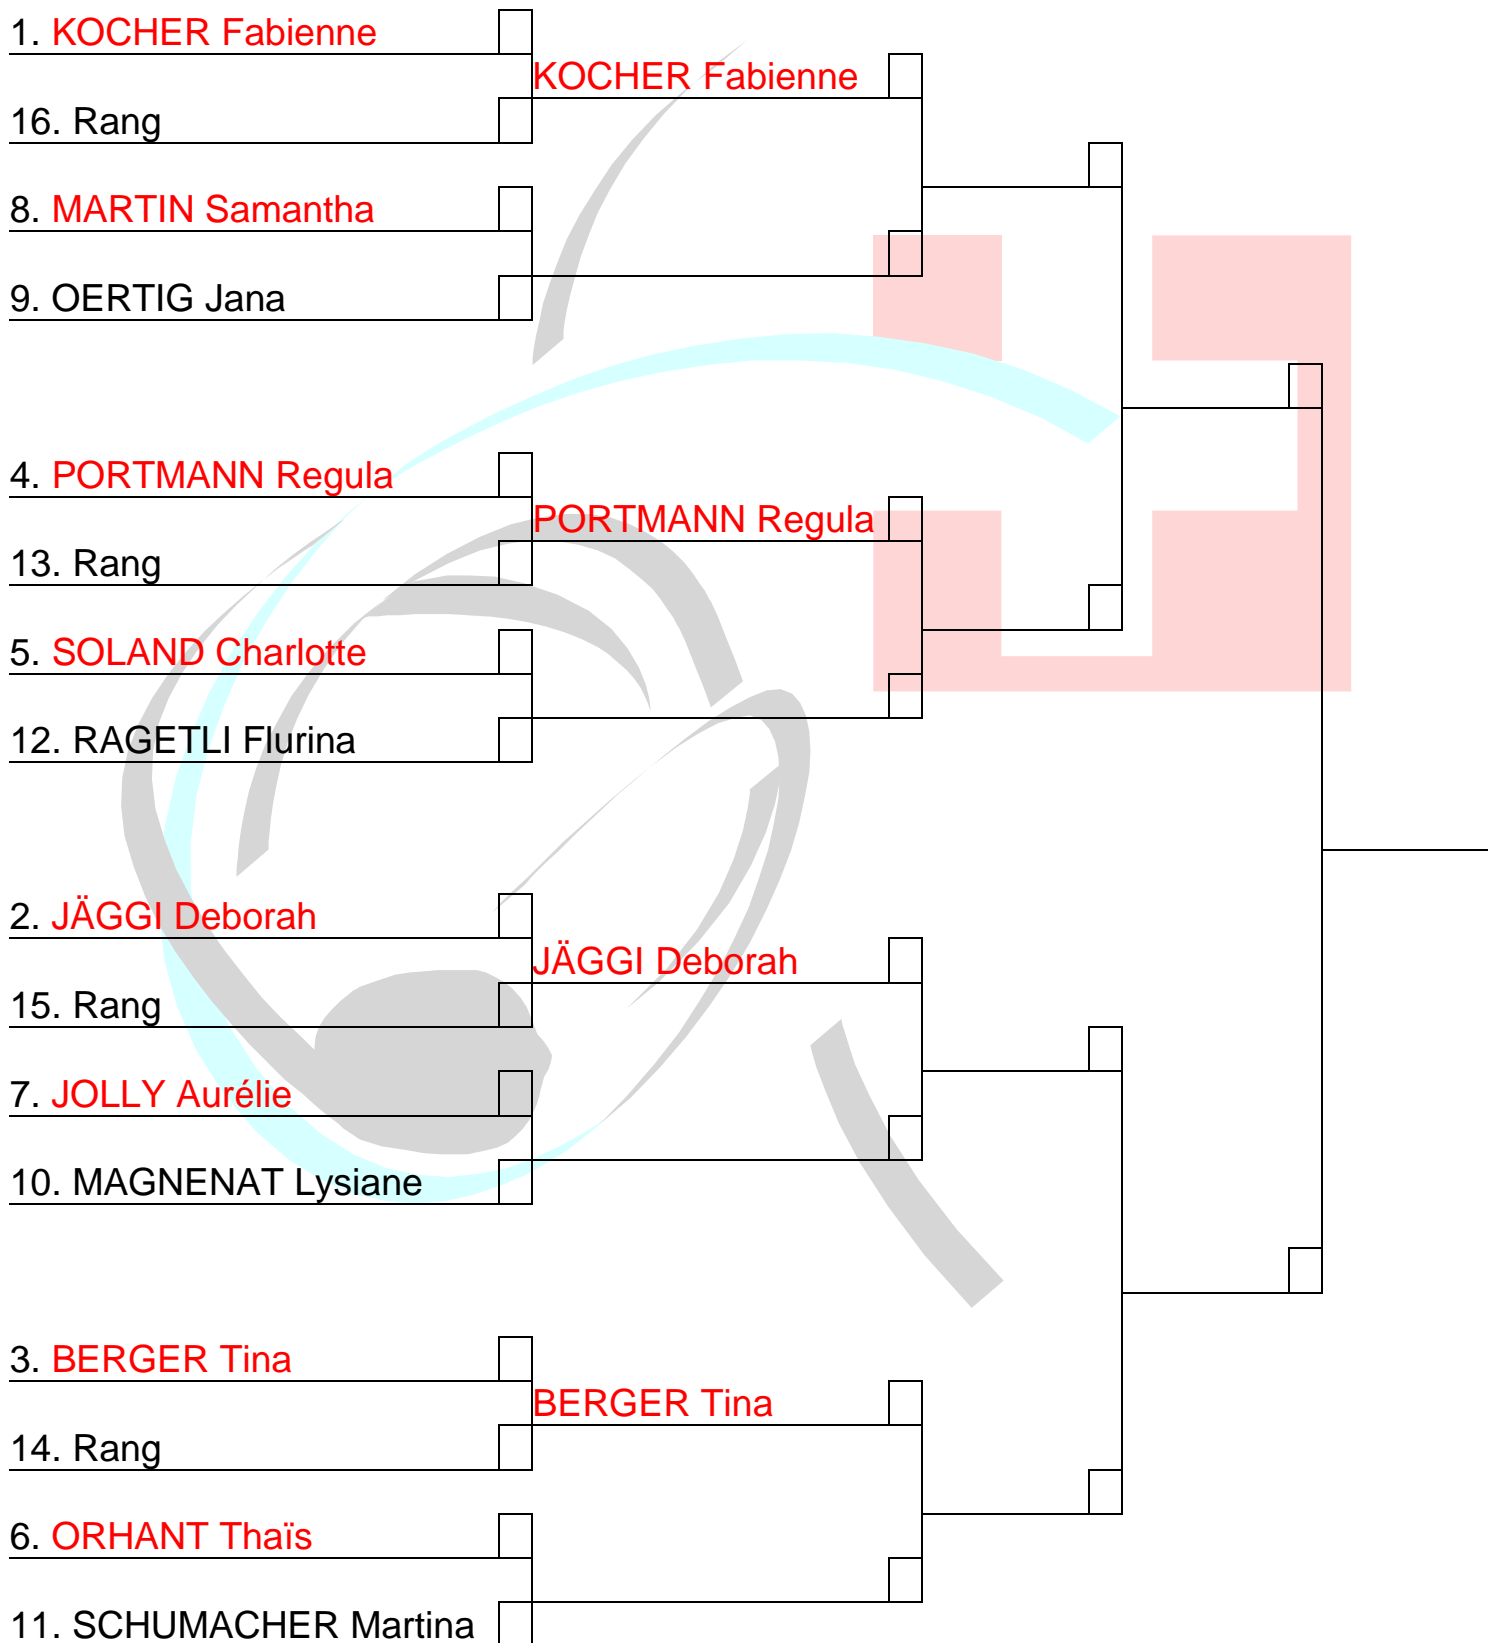 1. KOCHER Fabienne
KOCHER Fabienne
16. Rang
8. MARTIN Samantha
9. OERTIG Jana
4. PORTMANN Regula
PORTMANN Regula
13. Rang
5. SOLAND Charlotte
12. RAGETLI Flurina
2. JÄGGI Deborah
JÄGGI Deborah
15. Rang
7. JOLLY Aurélie
10. MAGNENAT Lysiane
3. BERGER Tina
BERGER Tina
14. Rang
6. ORHANT Thaïs
11. SCHUMACHER Martina